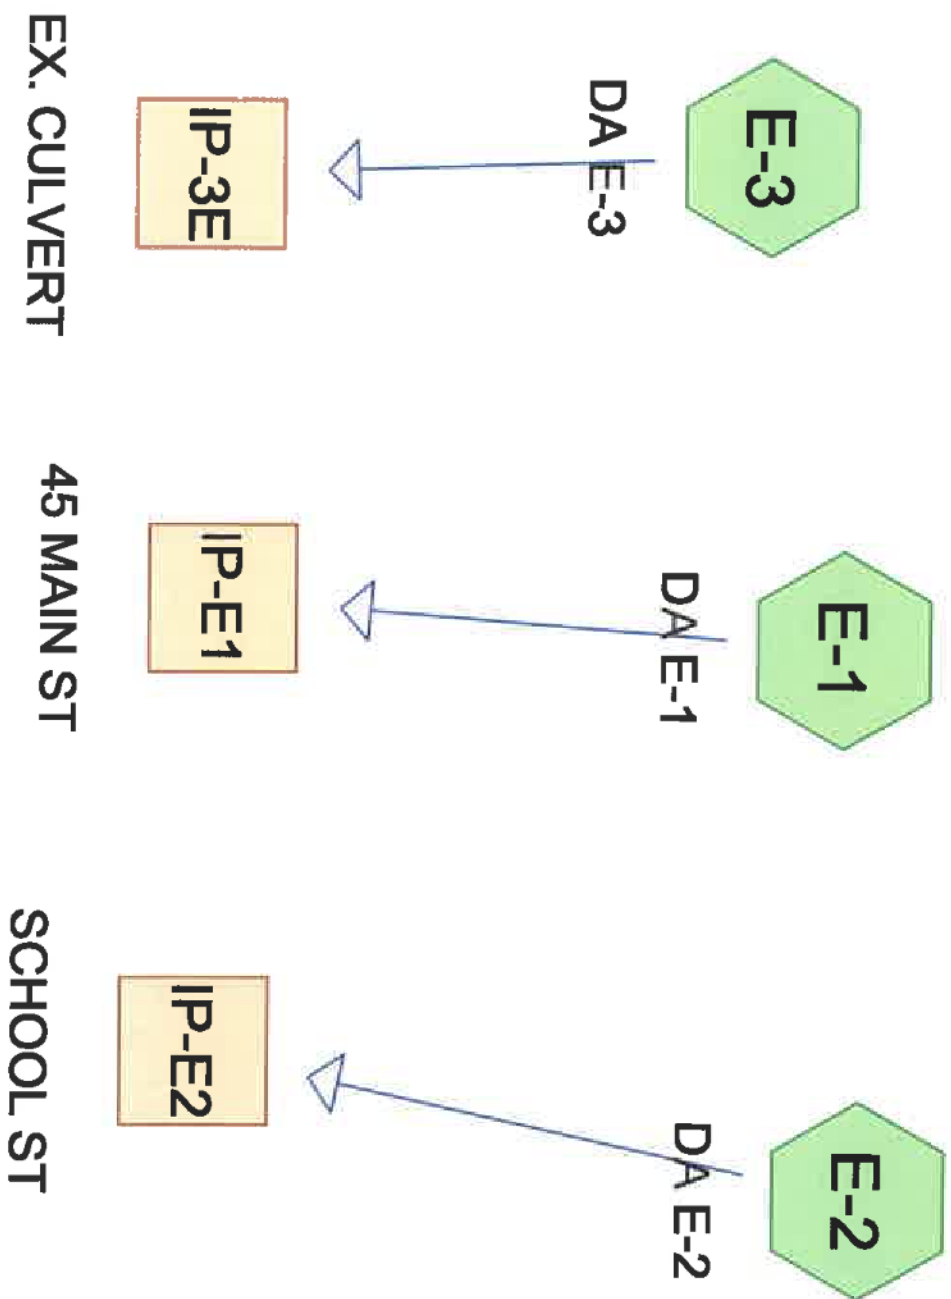 E-3
DA E-3
IP-3E
EX. CULVERT
E-1
DA E-1
IP-E1
45 MAIN ST
E-2
DA E-2
IP-E2
SCHOOL ST